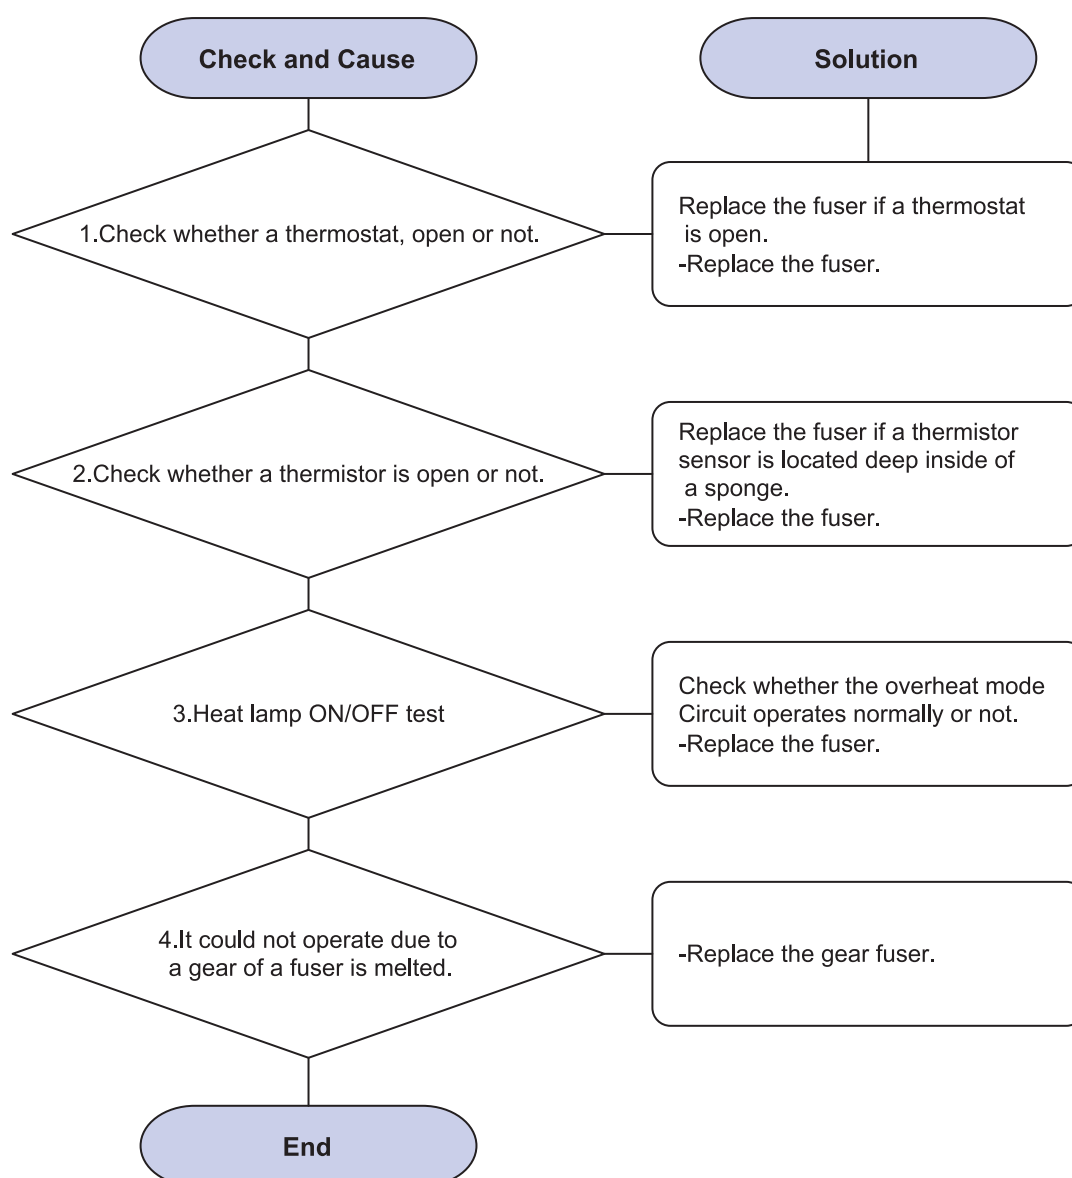 Check and Cause
Solution
1.Check whether a thermostat, open or not.
Replace the fuser if a thermostat
is open.
-Replace the fuser.
2.Check whether a thermistor is open or not.
Replace the fuser if a thermistor
sensor is located deep inside of
a sponge.
-Replace the fuser.
3.Heat lamp ON/OFF test
Check whether the overheat mode
Circuit operates normally or not.
-Replace the fuser.
4.It could not operate due to
a gear of a fuser is melted.
-Replace the gear fuser.
End